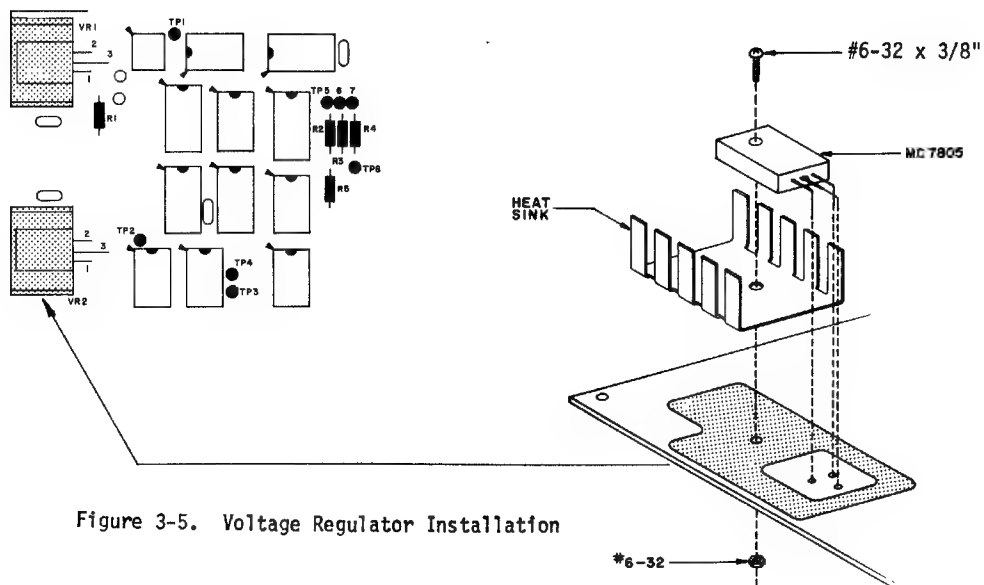 VR1
2
3
1
TP1
R1
TP5 6 7
R2
R4
R3
TP8
R5
2
3
1
VR2
TP2
TP4
TP3
#6-32 x 3/8"
MC7805
HEAT
SINK
#6-32
Figure 3-5. Voltage Regulator Installation